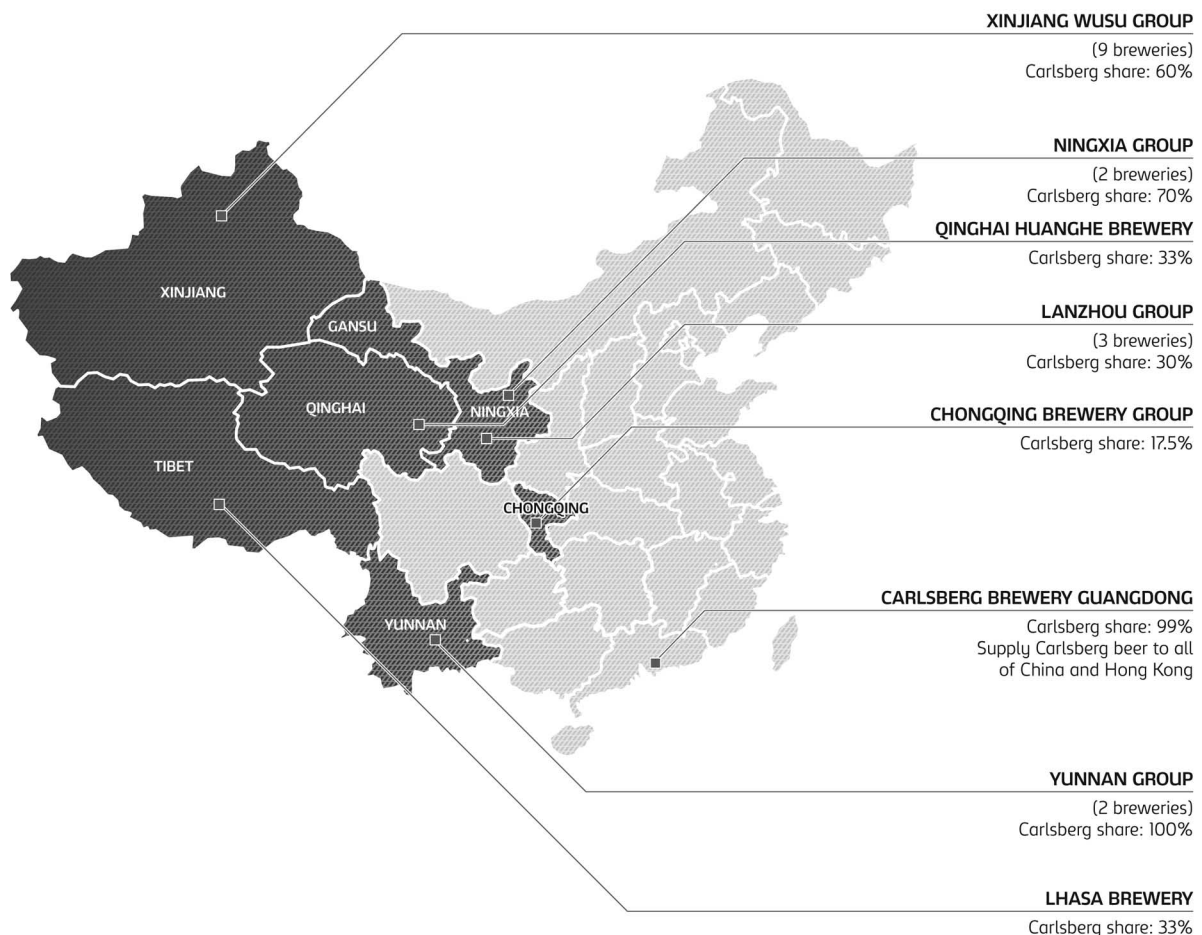 XINJIANG WUSU GROUP
(9 breweries)
Carlsberg share: 60%
NINGXIA GROUP
(2 breweries)
Carlsberg share: 70%
QINGHAI HUANGHE BREWERY
Carlsberg share: 33%
LANZHOU GROUP
(3 breweries)
Carlsberg share: 30%
CHONGQING BREWERY GROUP
Carlsberg share: 17.5%
CARLSBERG BREWERY GUANGDONG
Carlsberg share: 99%
Supply Carlsberg beer to all
of China and Hong Kong
YUNNAN GROUP
(2 breweries)
Carlsberg share: 100%
LHASA BREWERY
Carlsberg share: 33%
XINJIANG
GANSU
QINGHAI
NINGXIA
TIBET
CHONGQING
YUNNAN